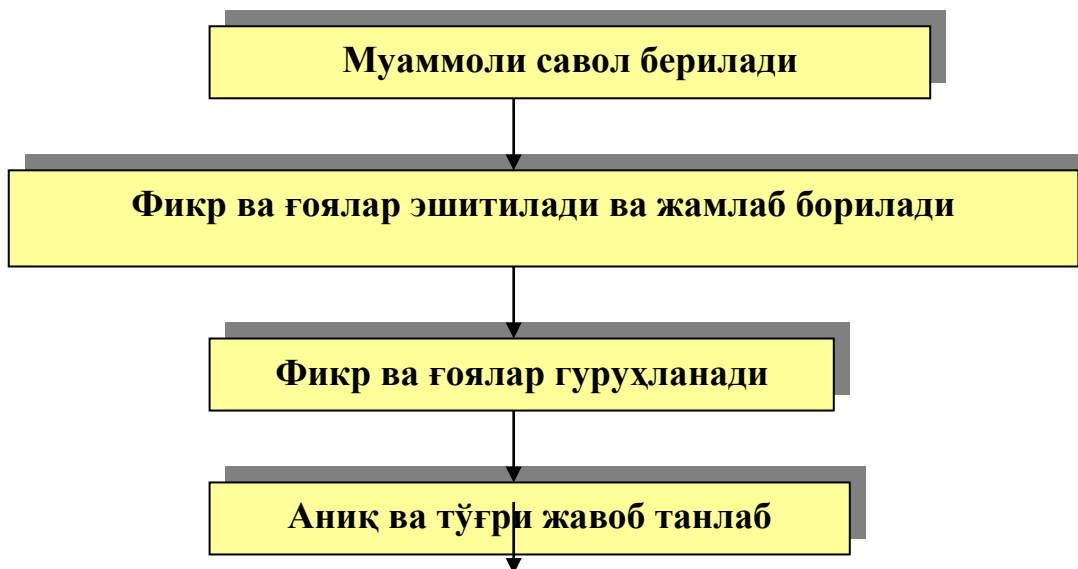 Муаммоли савол берилади
Фикр ва ғоялар эшитилади ва жамлаб борилади
Фикр ва ғоялар гуруҳланади
Аниқ ва тўғри жавоб танлаб